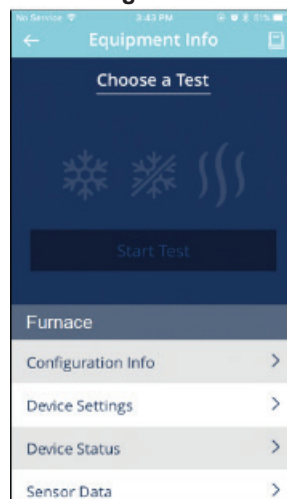 No Service 3:43 PM 51%
Equipment Info
Choose a Test
Start Test
Furnace
Configuration Info
Device Settings
Device Status
Sensor Data